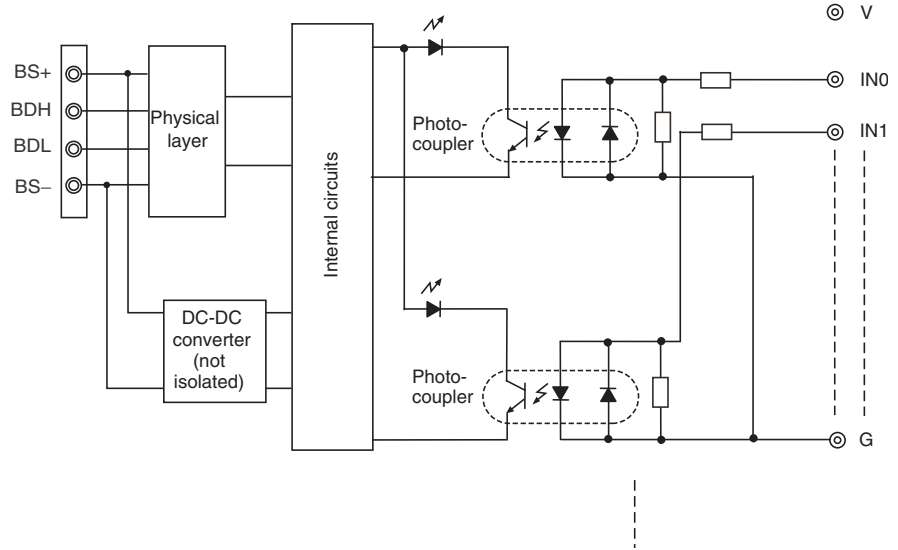 V
BS+
BDH
BDL
BS–
Physical
layer
Internal circuits
Photo-
coupler
IN0
IN1
DC-DC
converter
(not
isolated)
Photo-
coupler
G